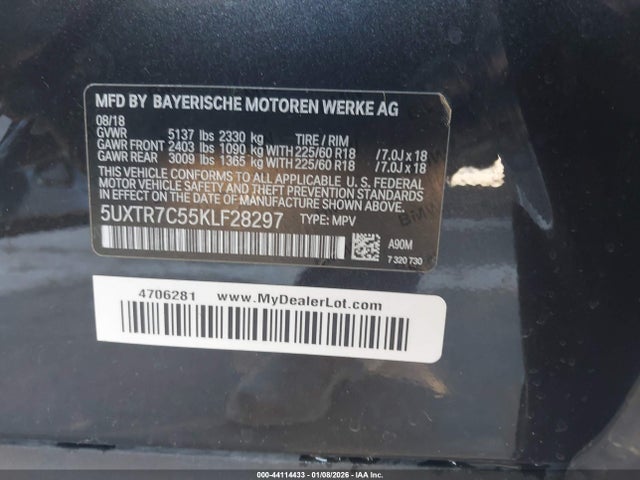 MFD BY BAYERISCHE MOTOREN WERKE AG
08/18
GVWR 5137 lbs 2330 kg TIRE / RIM
GAWR FRONT 2403 lbs 1090 kg WITH 225/60 R18 /7.0J x 18
GAWR REAR 3009 lbs 1365 kg WITH 225/60 R18 /7.0J x 18
THIS VEHICLE CONFORMS TO ALL APPLICABLE U.S. FEDERAL
MOTOR VEHICLE SAFETY, BUMPER, AND THEFT PREVENTION STANDARDS
IN EFFECT ON THE DATE OF MANUFACTURE SHOWN ABOVE.
5UXTR7C55KLF28297 TYPE: MPV
A90M
7 320 730
4706281 www.MyDealerLot.com
000-44114433 - 01/08/2026 - IAA Inc.